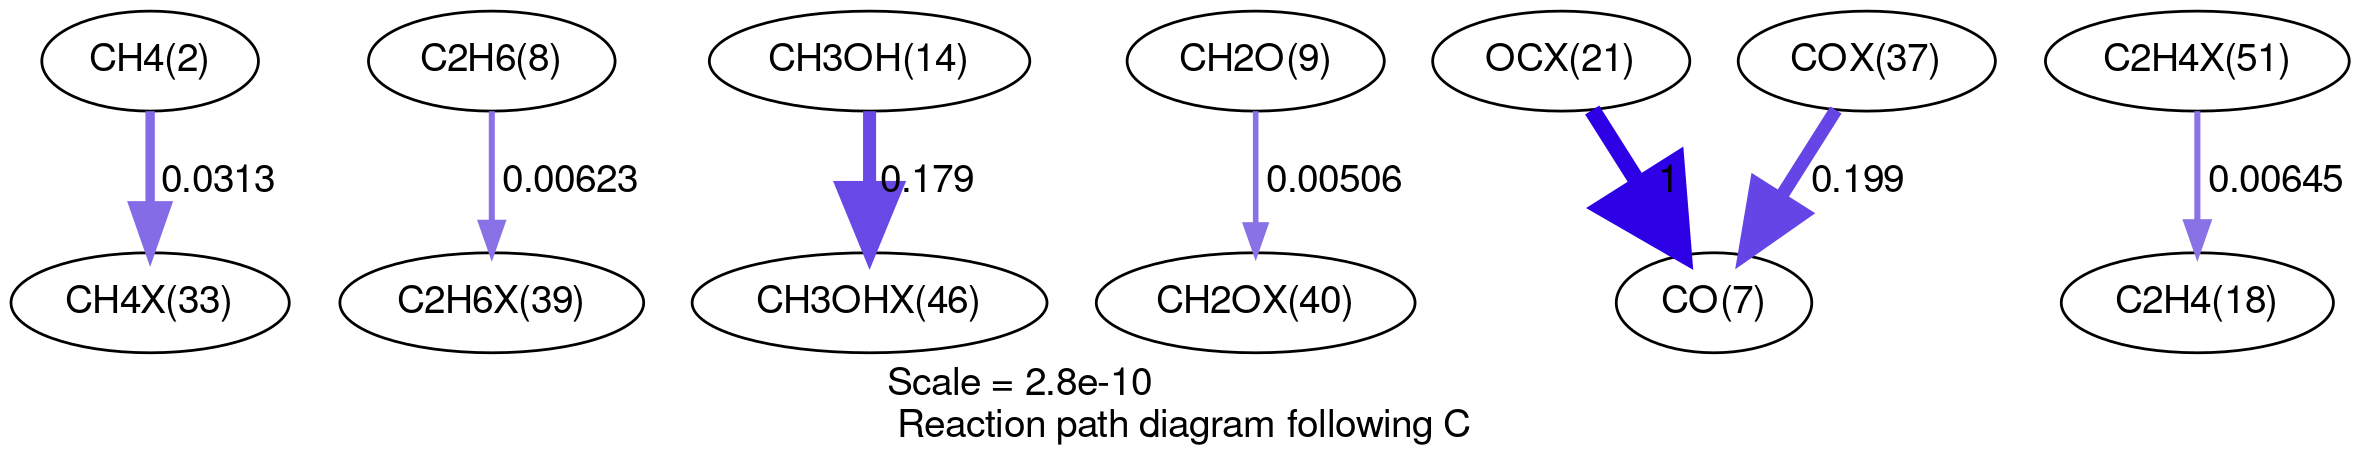 CH4(2) C2H6(8) CH3OH(14) CH2O(9) OCX(21) COX(37) C2H4X(51)
0.0313 0.00623 0.179 0.00506 1 0.199 0.00645
CH4X(33) C2H6X(39) CH3OHX(46) CH2OX(40) CO(7) C2H4(18)
Scale = 2.8e-10
Reaction path diagram following C